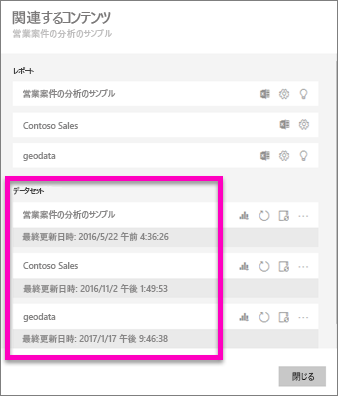 関連するコンテンツ
営業案件の分析のサンプル
レポート
営業案件の分析のサンプル
Contoso Sales
geodata
データセット
営業案件の分析のサンプル
最終更新日時: 2016/5/22 午前 4:36:26
Contoso Sales
最終更新日時: 2016/11/2 午後 1:49:53
geodata
最終更新日時: 2017/1/17 午後 9:46:38
閉じる